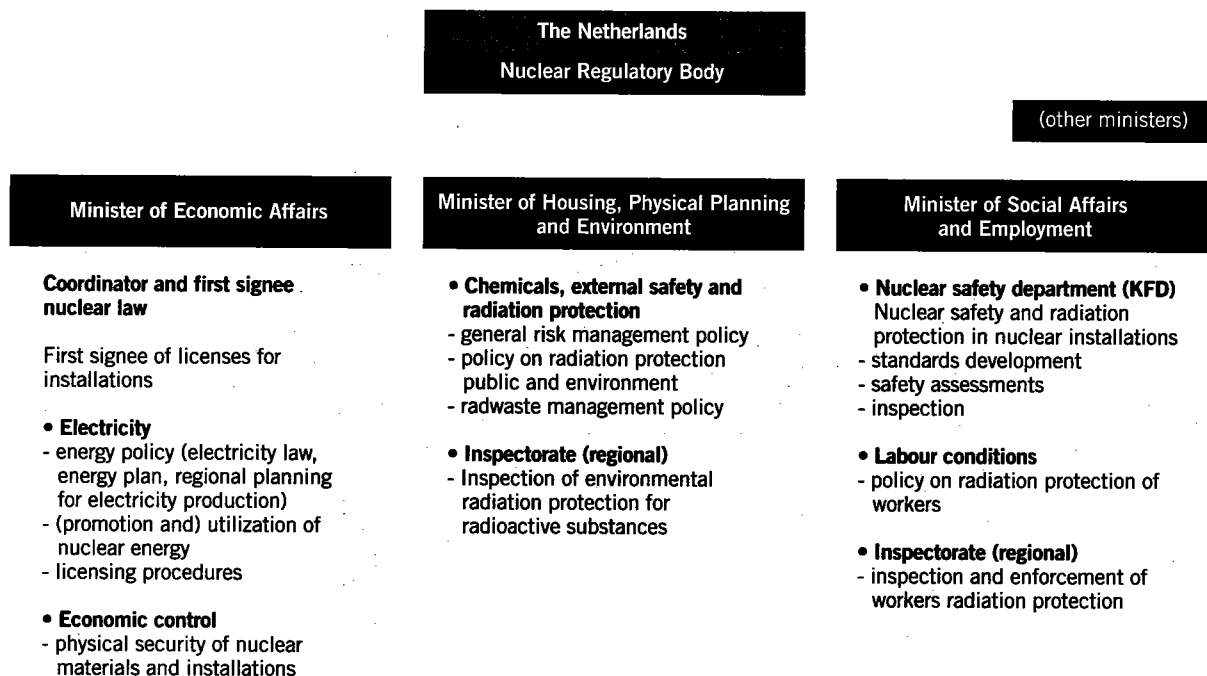 The Netherlands
Nuclear Regulatory Body
(other ministers)
Minister of Economic Affairs
Coordinator and first signee
nuclear law
First signee of licenses for
installations
• Electricity
- energy policy (electricity law,
energy plan, regional planning
for electricity production)
- (promotion and) utilization of
nuclear energy
- licensing procedures
• Economic control
- physical security of nuclear
materials and installations
Minister of Housing, Physical Planning
and Environment
• Chemicals, external safety and
radiation protection
- general risk management policy
- policy on radiation protection
public and environment
- radwaste management policy
• Inspectorate (regional)
- Inspection of environmental
radiation protection for
radioactive substances
Minister of Social Affairs
and Employment
• Nuclear safety department (KFD)
Nuclear safety and radiation
protection in nuclear installations
- standards development
- safety assessments
- inspection
• Labour conditions
- policy on radiation protection of
workers
• Inspectorate (regional)
- inspection and enforcement of
workers radiation protection